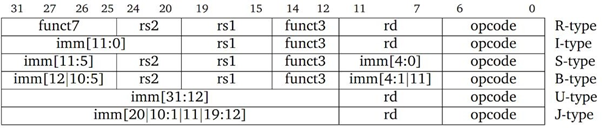 31 27 26 25 24 20 19 15 14 12 11 7 6 0
funct7 rs2 rs1 funct3 rd opcode R-type
imm[11:0] rs1 funct3 rd opcode I-type
imm[11:5] rs2 rs1 funct3 imm[4:0] opcode S-type
imm[12|10:5] rs2 rs1 funct3 imm[4:1|11] opcode B-type
imm[31:12] rd opcode U-type
imm[20|10:1|11|19:12] rd opcode J-type